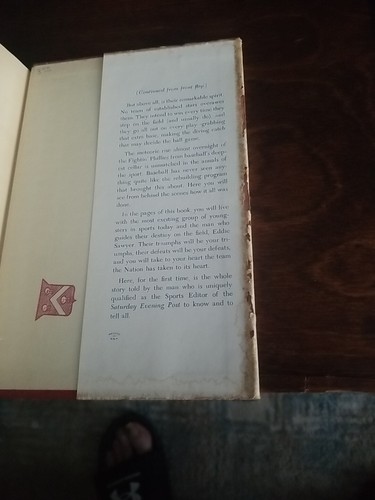 (Continued from front flap)
But above all, is their remarkable spirit.
No team of established stars overawes
them. They intend to win every time they
step on the field (and usually do), and
they go all out on every play, grabbing
that extra base, making the diving catch
that may decide the ball game.
The meteoric rise almost overnight of
the Fightin' Phillies from baseball's deep
cellar is unmatched in the annals of
the sport. Baseball has never seen any-
thing quite like the rebuilding program
that brought this about. Here you will
see from behind the scenes how it all was
done.
In the pages of this book, you will live
with the most exciting group of young-
sters in sports today and the man who
guides their destiny on the field, Eddie
Sawyer. Their triumphs will be your tri-
umphs, their defeats will be your defeats,
and you will take to your heart the team
the Nation has taken to its heart.
Here, for the first time, is the whole
story told by the man who is uniquely
qualified as the Sports Editor of the
Saturday Evening Post to know and to
tell all.